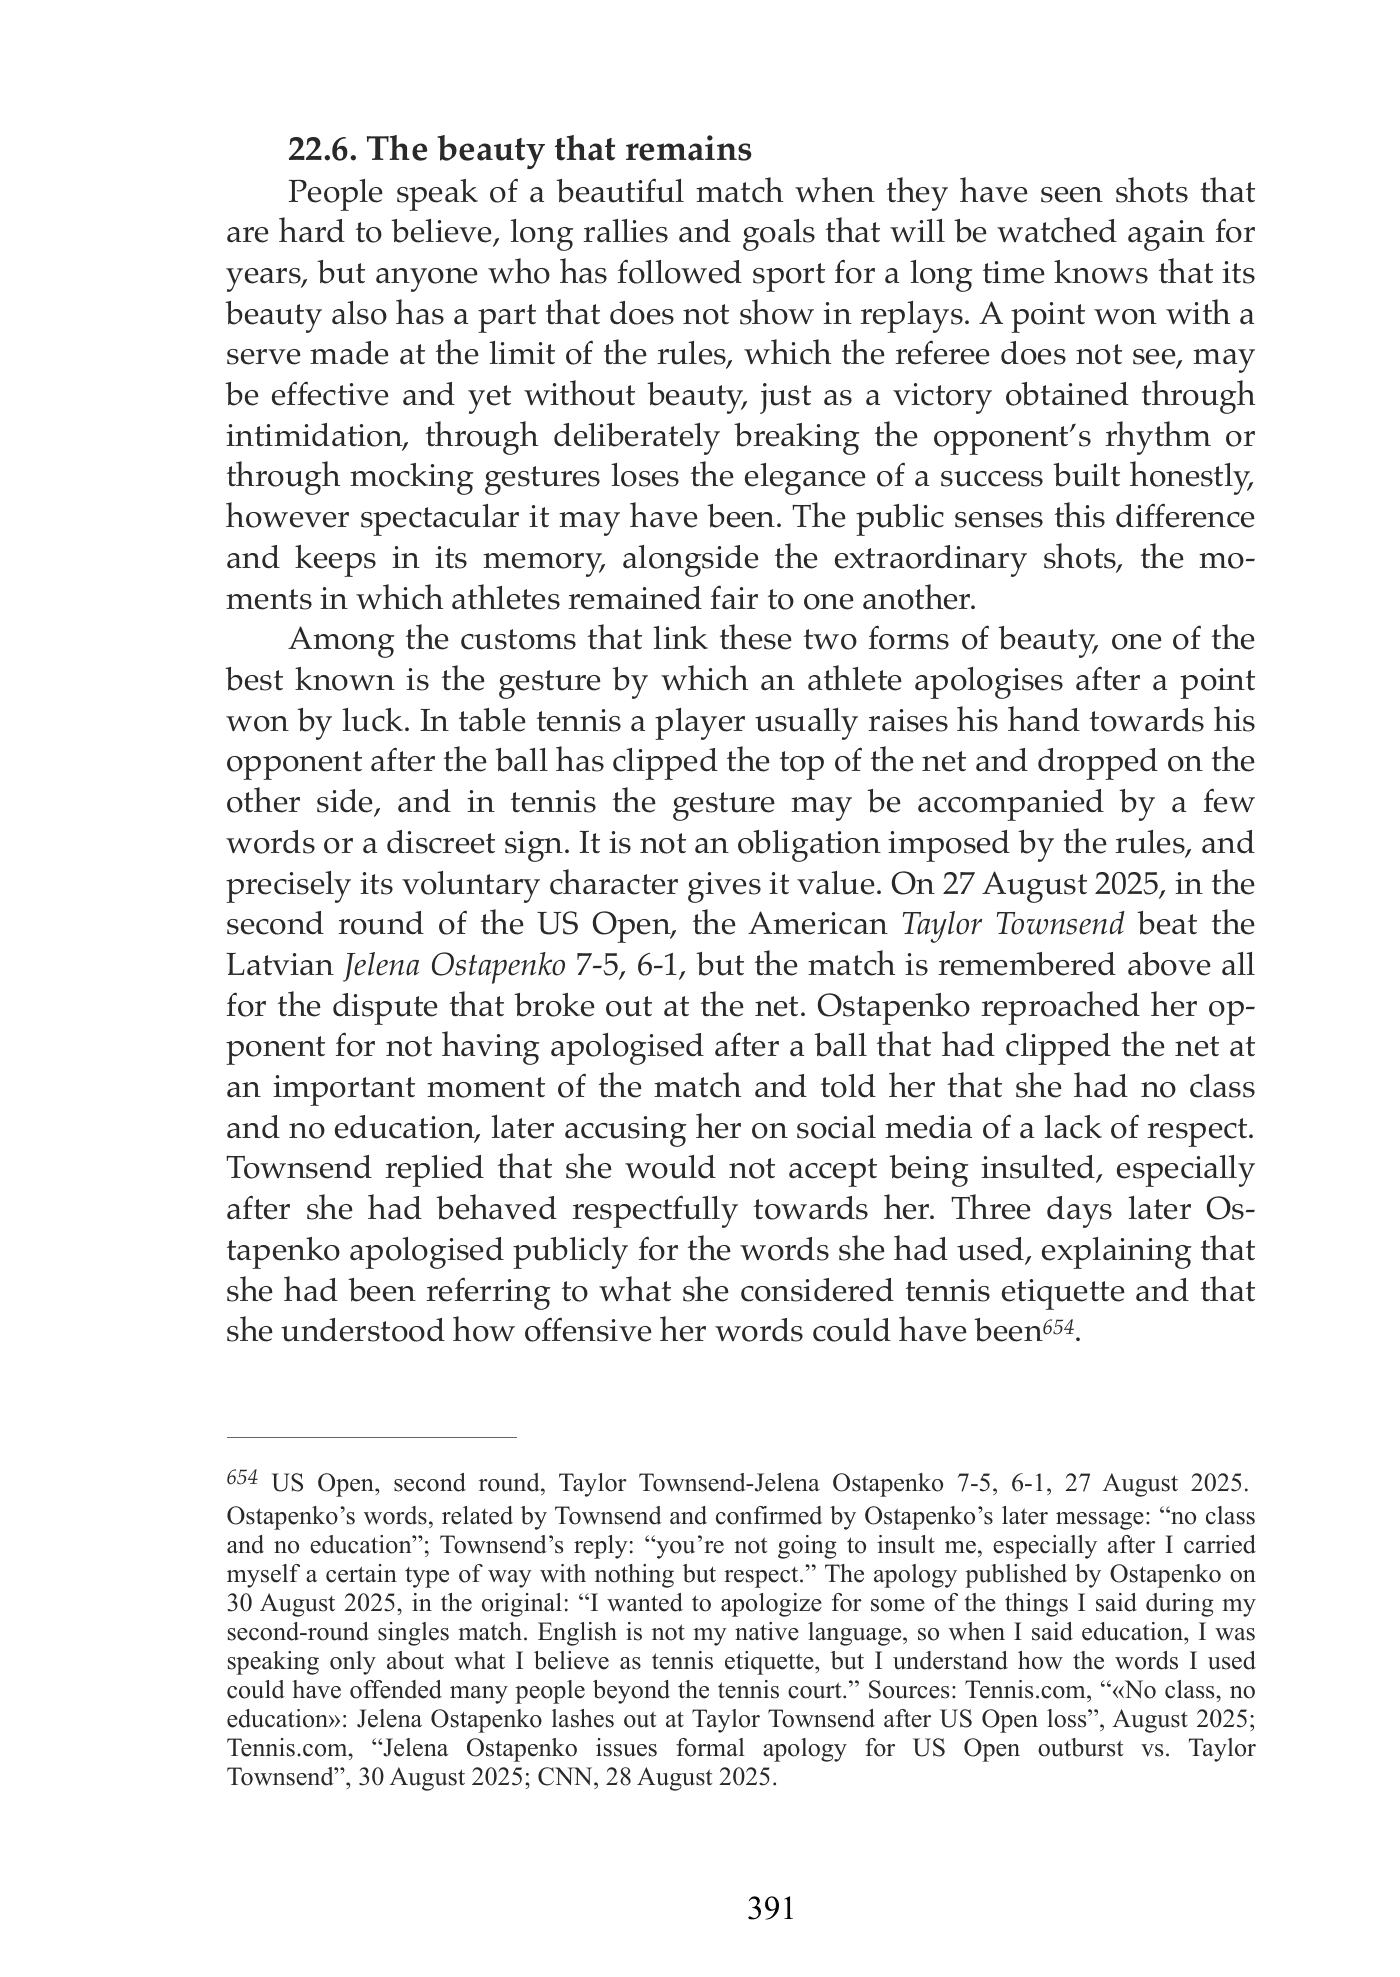 22.6. The beauty that remains
People speak of a beautiful match when they have seen shots that
are hard to believe, long rallies and goals that will be watched again for
years, but anyone who has followed sport for a long time knows that its
beauty also has a part that does not show in replays. A point won with a
serve made at the limit of the rules, which the referee does not see, may
be effective and yet without beauty, just as a victory obtained through
intimidation, through deliberately breaking the opponent’s rhythm or
through mocking gestures loses the elegance of a success built honestly,
however spectacular it may have been. The public senses this difference
and keeps in its memory, alongside the extraordinary shots, the mo-
ments in which athletes remained fair to one another.
Among the customs that link these two forms of beauty, one of the
best known is the gesture by which an athlete apologises after a point
won by luck. In table tennis a player usually raises his hand towards his
opponent after the ball has clipped the top of the net and dropped on the
other side, and in tennis the gesture may be accompanied by a few
words or a discreet sign. It is not an obligation imposed by the rules, and
precisely its voluntary character gives it value. On 27 August 2025, in the
second round of the US Open, the American Taylor Townsend beat the
Latvian Jelena Ostapenko 7-5, 6-1, but the match is remembered above all
for the dispute that broke out at the net. Ostapenko reproached her op-
ponent for not having apologised after a ball that had clipped the net at
an important moment of the match and told her that she had no class
and no education, later accusing her on social media of a lack of respect.
Townsend replied that she would not accept being insulted, especially
after she had behaved respectfully towards her. Three days later Os-
tapenko apologised publicly for the words she had used, explaining that
she had been referring to what she considered tennis etiquette and that
she understood how offensive her words could have been654.
654 US Open, second round, Taylor Townsend-Jelena Ostapenko 7-5, 6-1, 27 August 2025.
Ostapenko’s words, related by Townsend and confirmed by Ostapenko’s later message: “no class
and no education”; Townsend’s reply: “you’re not going to insult me, especially after I carried
myself a certain type of way with nothing but respect.” The apology published by Ostapenko on
30 August 2025, in the original: “I wanted to apologize for some of the things I said during my
second-round singles match. English is not my native language, so when I said education, I was
speaking only about what I believe as tennis etiquette, but I understand how the words I used
could have offended many people beyond the tennis court.” Sources: Tennis.com, “«No class, no
education»: Jelena Ostapenko lashes out at Taylor Townsend after US Open loss”, August 2025;
Tennis.com, “Jelena Ostapenko issues formal apology for US Open outburst vs. Taylor
Townsend”, 30 August 2025; CNN, 28 August 2025.
391